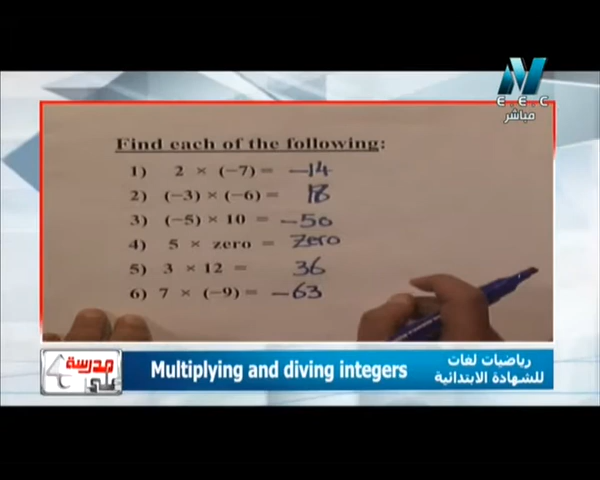 E.E.C
مباشر
Find each of the following:
1) 2 × (−7) = −14
2) (−3) × (−6) = 18
3) (−5) × 10 = −50
4) 5 × zero = Zero
5) 3 × 12 = 36
6) 7 × (−9) = −63
مدرسة
على
Multiplying and diving integers
رياضيات لغات
للشهادة الابتدائية